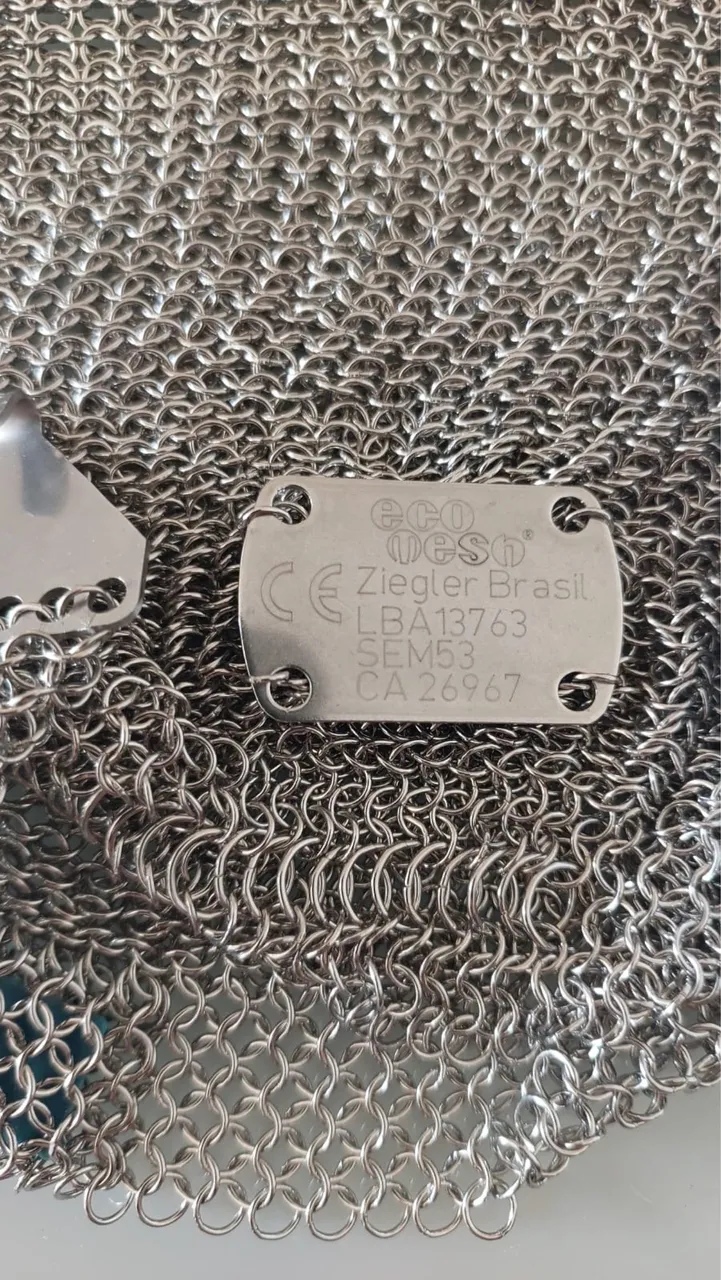 eco
mesh®
CE Ziegler Brasil
LBA13763
SEM53
CA 26967